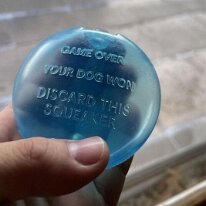 GAME OVER
YOUR DOG WON
DISCARD THIS
SQUEAKER